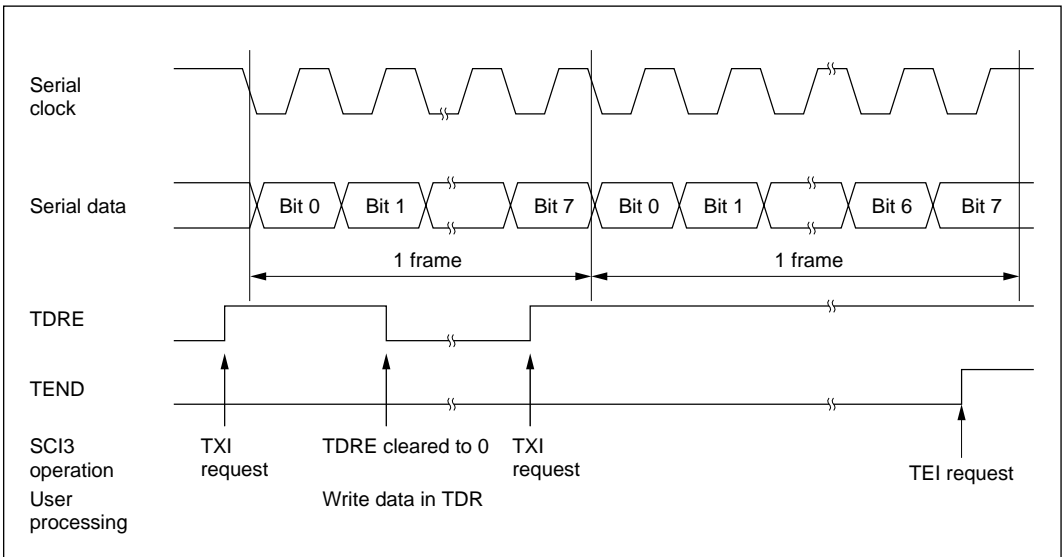 Serial
clock
Serial data
Bit 0 Bit 1 Bit 7 Bit 0 Bit 1 Bit 6 Bit 7
1 frame 1 frame
TDRE
TEND
SCI3
operation
TXI
request
TDRE cleared to 0
TXI
request
TEI request
User
processing
Write data in TDR